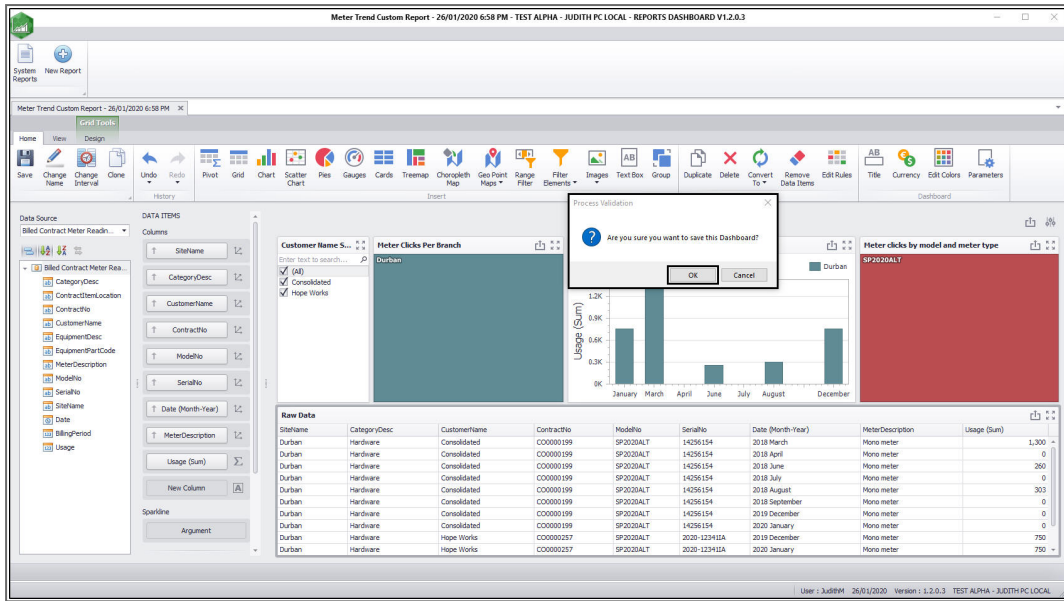 Meter Trend Custom Report - 26/01/2020 6:58 PM - TEST ALPHA - JUDITH PC LOCAL - REPORTS DASHBOARD V1.2.0.3
System Reports
New Report
Meter Trend Custom Report - 26/01/2020 6:58 PM
Grid Tools
Home View Design
Save Change Name Change Interval Clone Undo Redo Pivot Grid Chart Scatter Chart Pies Gauges Cards Treemap Choropleth Map Geo Point Maps Range Filter Filter Elements Images Text Box Group Duplicate Delete Convert To Remove Data Items Edit Rules Title Currency Edit Colors Parameters
History Insert Dashboard
Data Source
Billed Contract Meter Readin...
Billed Contract Meter Rea...
CategoryDesc
ContractItemLocation
ContractNo
CustomerName
EquipmentDesc
EquipmentPartCode
MeterDescription
ModelNo
SerialNo
SiteName
Date
BillingPeriod
Usage
DATA ITEMS
Columns
SiteName
CategoryDesc
CustomerName
ContractNo
ModelNo
SerialNo
Date (Month-Year)
MeterDescription
Usage (Sum)
New Column
Sparkline
Argument
Customer Name S...
Enter text to search...
(All)
Consolidated
Hope Works
Meter Clicks Per Branch
Durban
Process Validation
Are you sure you want to save this Dashboard?
OK Cancel
Durban
Usage (Sum)
1.2K
0.9K
0.6K
0.3K
0K
January March April June July August December
Meter clicks by model and meter type
SP2020ALT
Raw Data
SiteName CategoryDesc CustomerName ContractNo ModelNo SerialNo Date (Month-Year) MeterDescription Usage (Sum)
Durban Hardware Consolidated CO0000199 SP2020ALT 14256154 2018 March Mono meter 1,300
Durban Hardware Consolidated CO0000199 SP2020ALT 14256154 2018 April Mono meter 0
Durban Hardware Consolidated CO0000199 SP2020ALT 14256154 2018 June Mono meter 260
Durban Hardware Consolidated CO0000199 SP2020ALT 14256154 2018 July Mono meter 0
Durban Hardware Consolidated CO0000199 SP2020ALT 14256154 2018 August Mono meter 303
Durban Hardware Consolidated CO0000199 SP2020ALT 14256154 2018 September Mono meter 0
Durban Hardware Consolidated CO0000199 SP2020ALT 14256154 2019 December Mono meter 0
Durban Hardware Consolidated CO0000199 SP2020ALT 14256154 2020 January Mono meter 0
Durban Hardware Hope Works CO0000257 SP2020ALT 2020-12341IA 2019 December Mono meter 750
Durban Hardware Hope Works CO0000257 SP2020ALT 2020-12341IA 2020 January Mono meter 750
User : JudithM 26/01/2020 Version : 1.2.0.3 TEST ALPHA - JUDITH PC LOCAL